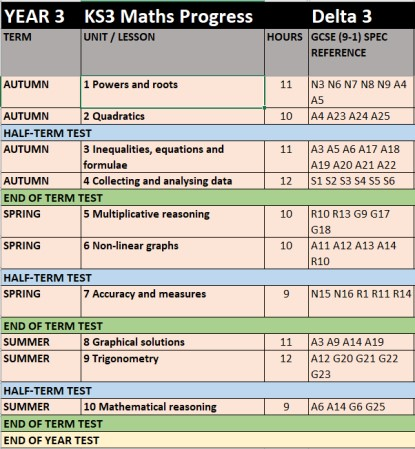 YEAR 3 KS3 Maths Progress Delta 3
TERM UNIT / LESSON HOURS GCSE (9-1) SPEC
REFERENCE
AUTUMN 1 Powers and roots 11 N3 N6 N7 N8 N9 A4
A5
AUTUMN 2 Quadratics 10 A4 A23 A24 A25
HALF-TERM TEST
AUTUMN 3 Inequalities, equations and 11 A3 A5 A6 A17 A18
formulae A19 A20 A21 A22
AUTUMN 4 Collecting and analysing data 12 S1 S2 S3 S4 S5 S6
END OF TERM TEST
SPRING 5 Multiplicative reasoning 10 R10 R13 G9 G17
G18
SPRING 6 Non-linear graphs 10 A11 A12 A13 A14
R10
HALF-TERM TEST
SPRING 7 Accuracy and measures 9 N15 N16 R1 R11 R14
END OF TERM TEST
SUMMER 8 Graphical solutions 11 A3 A9 A14 A19
SUMMER 9 Trigonometry 12 A12 G20 G21 G22
G23
HALF-TERM TEST
SUMMER 10 Mathematical reasoning 9 A6 A14 G6 G25
END OF TERM TEST
END OF YEAR TEST